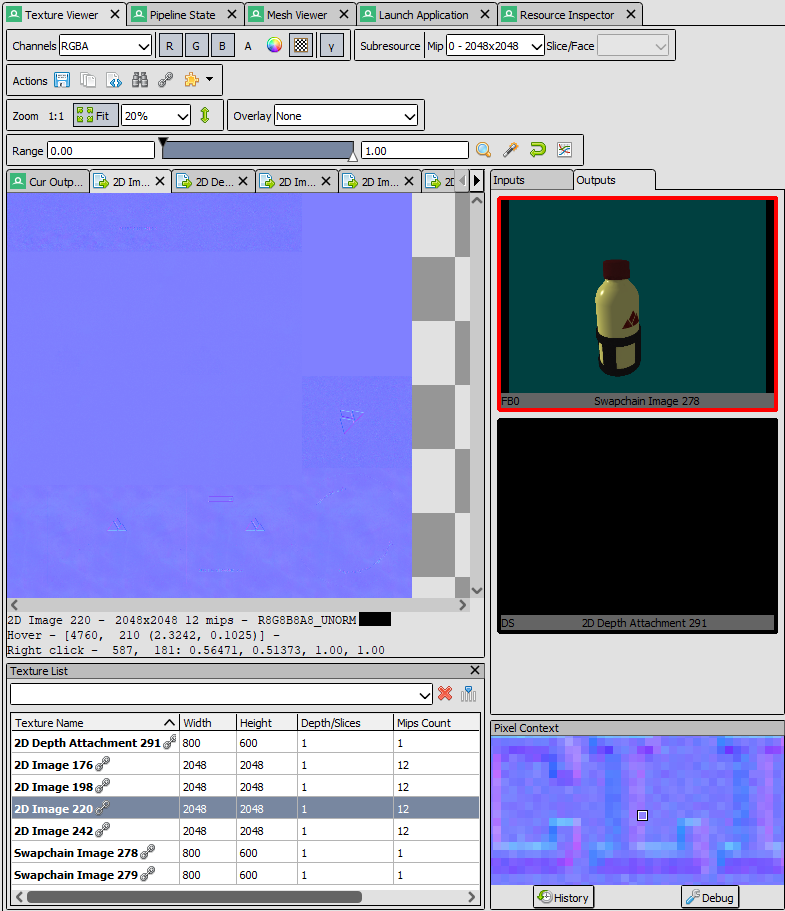 Texture Viewer Pipeline State Mesh Viewer Launch Application Resource Inspector
Channels RGBA R G B A γ Subresource Mip 0 - 2048x2048 Slice/Face
Actions
Zoom 1:1 Fit 20% Overlay None
Range 0.00 1.00
Cur Outp... 2D Im... 2D De... 2D Im... 2D Im... 2D
Inputs Outputs
FB0 Swapchain Image 278
DS 2D Depth Attachment 291
2D Image 220 - 2048x2048 12 mips - R8G8B8A8_UNORM
Hover - [4760, 210 (2.3242, 0.1025)] -
Right click - 587, 181: 0.56471, 0.51373, 1.00, 1.00
Texture List
Texture Name Width Height Depth/Slices Mips Count
2D Depth Attachment 291 800 600 1 1
2D Image 176 2048 2048 1 12
2D Image 198 2048 2048 1 12
2D Image 220 2048 2048 1 12
2D Image 242 2048 2048 1 12
Swapchain Image 278 800 600 1 1
Swapchain Image 279 800 600 1 1
Pixel Context
History Debug